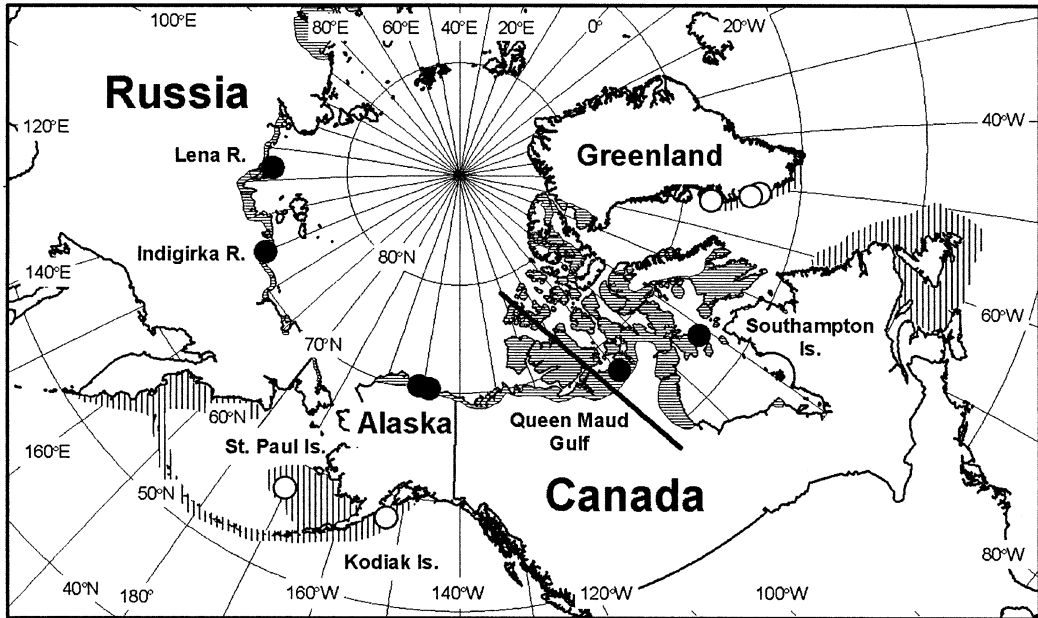 100°E
80°E
60°E
40°E
20°E
0°
20°W
Russia
120°E
40°W
Lena R.
Greenland
Indigirka R.
80°N
140°E
Southampton
Is.
60°W
70°N
Alaska
Queen Maud
Gulf
60°N
St. Paul Is.
160°E
50°N
Canada
Kodiak Is.
80°W
40°N
180°
160°W
140°W
120°W
100°W